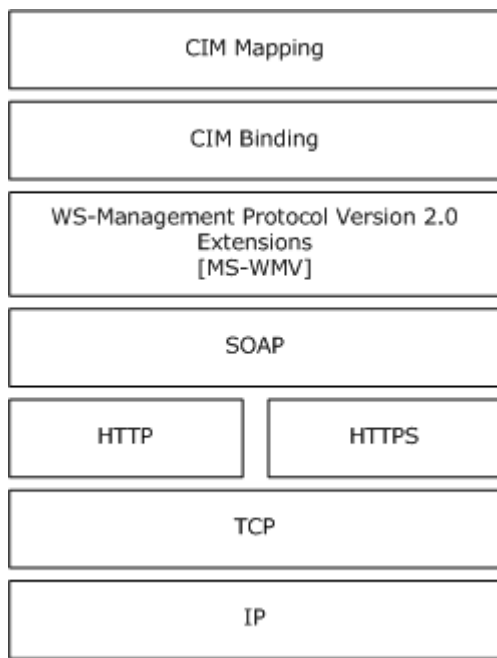 CIM Mapping
CIM Binding
WS-Management Protocol Version 2.0
Extensions
[MS-WMV]
SOAP
HTTP
HTTPS
TCP
IP